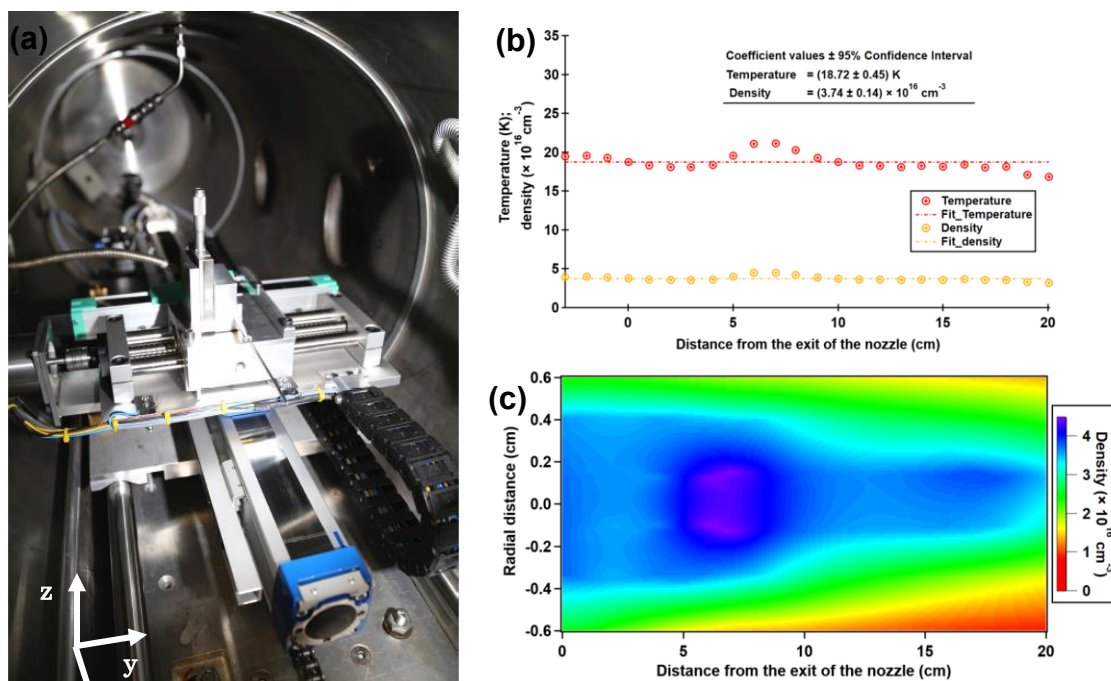 (a)
z
y
(b)
35
30
25
20
15
10
5
0
Temperature (K);
density (× 10^16 cm^-3)
Coefficient values ± 95% Confidence Interval
Temperature = (18.72 ± 0.45) K
Density = (3.74 ± 0.14) × 10^16 cm^-3
Temperature
Fit_Temperature
Density
Fit_density
0 5 10 15 20
Distance from the exit of the nozzle (cm)
(c)
0.6
0.4
0.2
0.0
-0.2
-0.4
-0.6
Radial distance (cm)
0 5 10 15 20
Distance from the exit of the nozzle (cm)
4
3
2
1
0
Density (× 10^16 cm^-3)